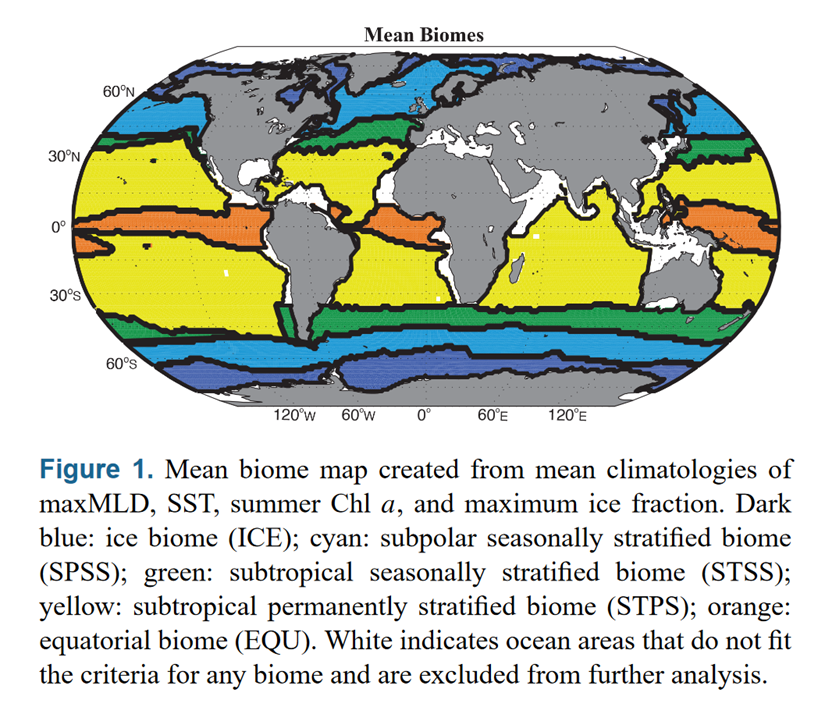 Mean Biomes
60°N
30°N
0°
30°S
60°S
120°W 60°W 0° 60°E 120°E
Figure 1. Mean biome map created from mean climatologies of
maxMLD, SST, summer Chl a, and maximum ice fraction. Dark
blue: ice biome (ICE); cyan: subpolar seasonally stratified biome
(SPSS); green: subtropical seasonally stratified biome (STSS);
yellow: subtropical permanently stratified biome (STPS); orange:
equatorial biome (EQU). White indicates ocean areas that do not fit
the criteria for any biome and are excluded from further analysis.